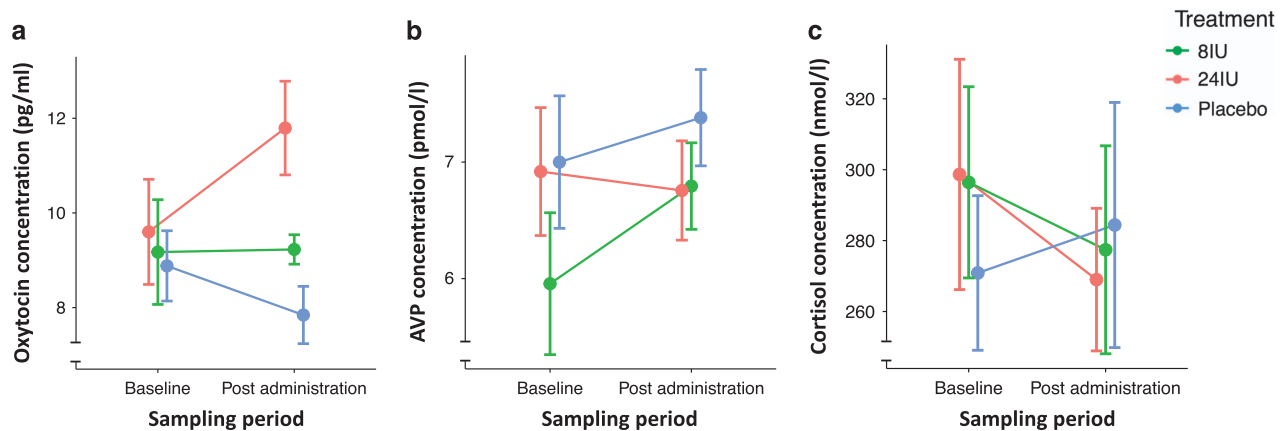 a
Oxytocin concentration (pg/ml)
12
10
8
Baseline
Post administration
Sampling period
b
AVP concentration (pmol/l)
7
6
Baseline
Post administration
Sampling period
c
Cortisol concentration (nmol/l)
320
300
280
260
Baseline
Post administration
Sampling period
Treatment
8IU
24IU
Placebo